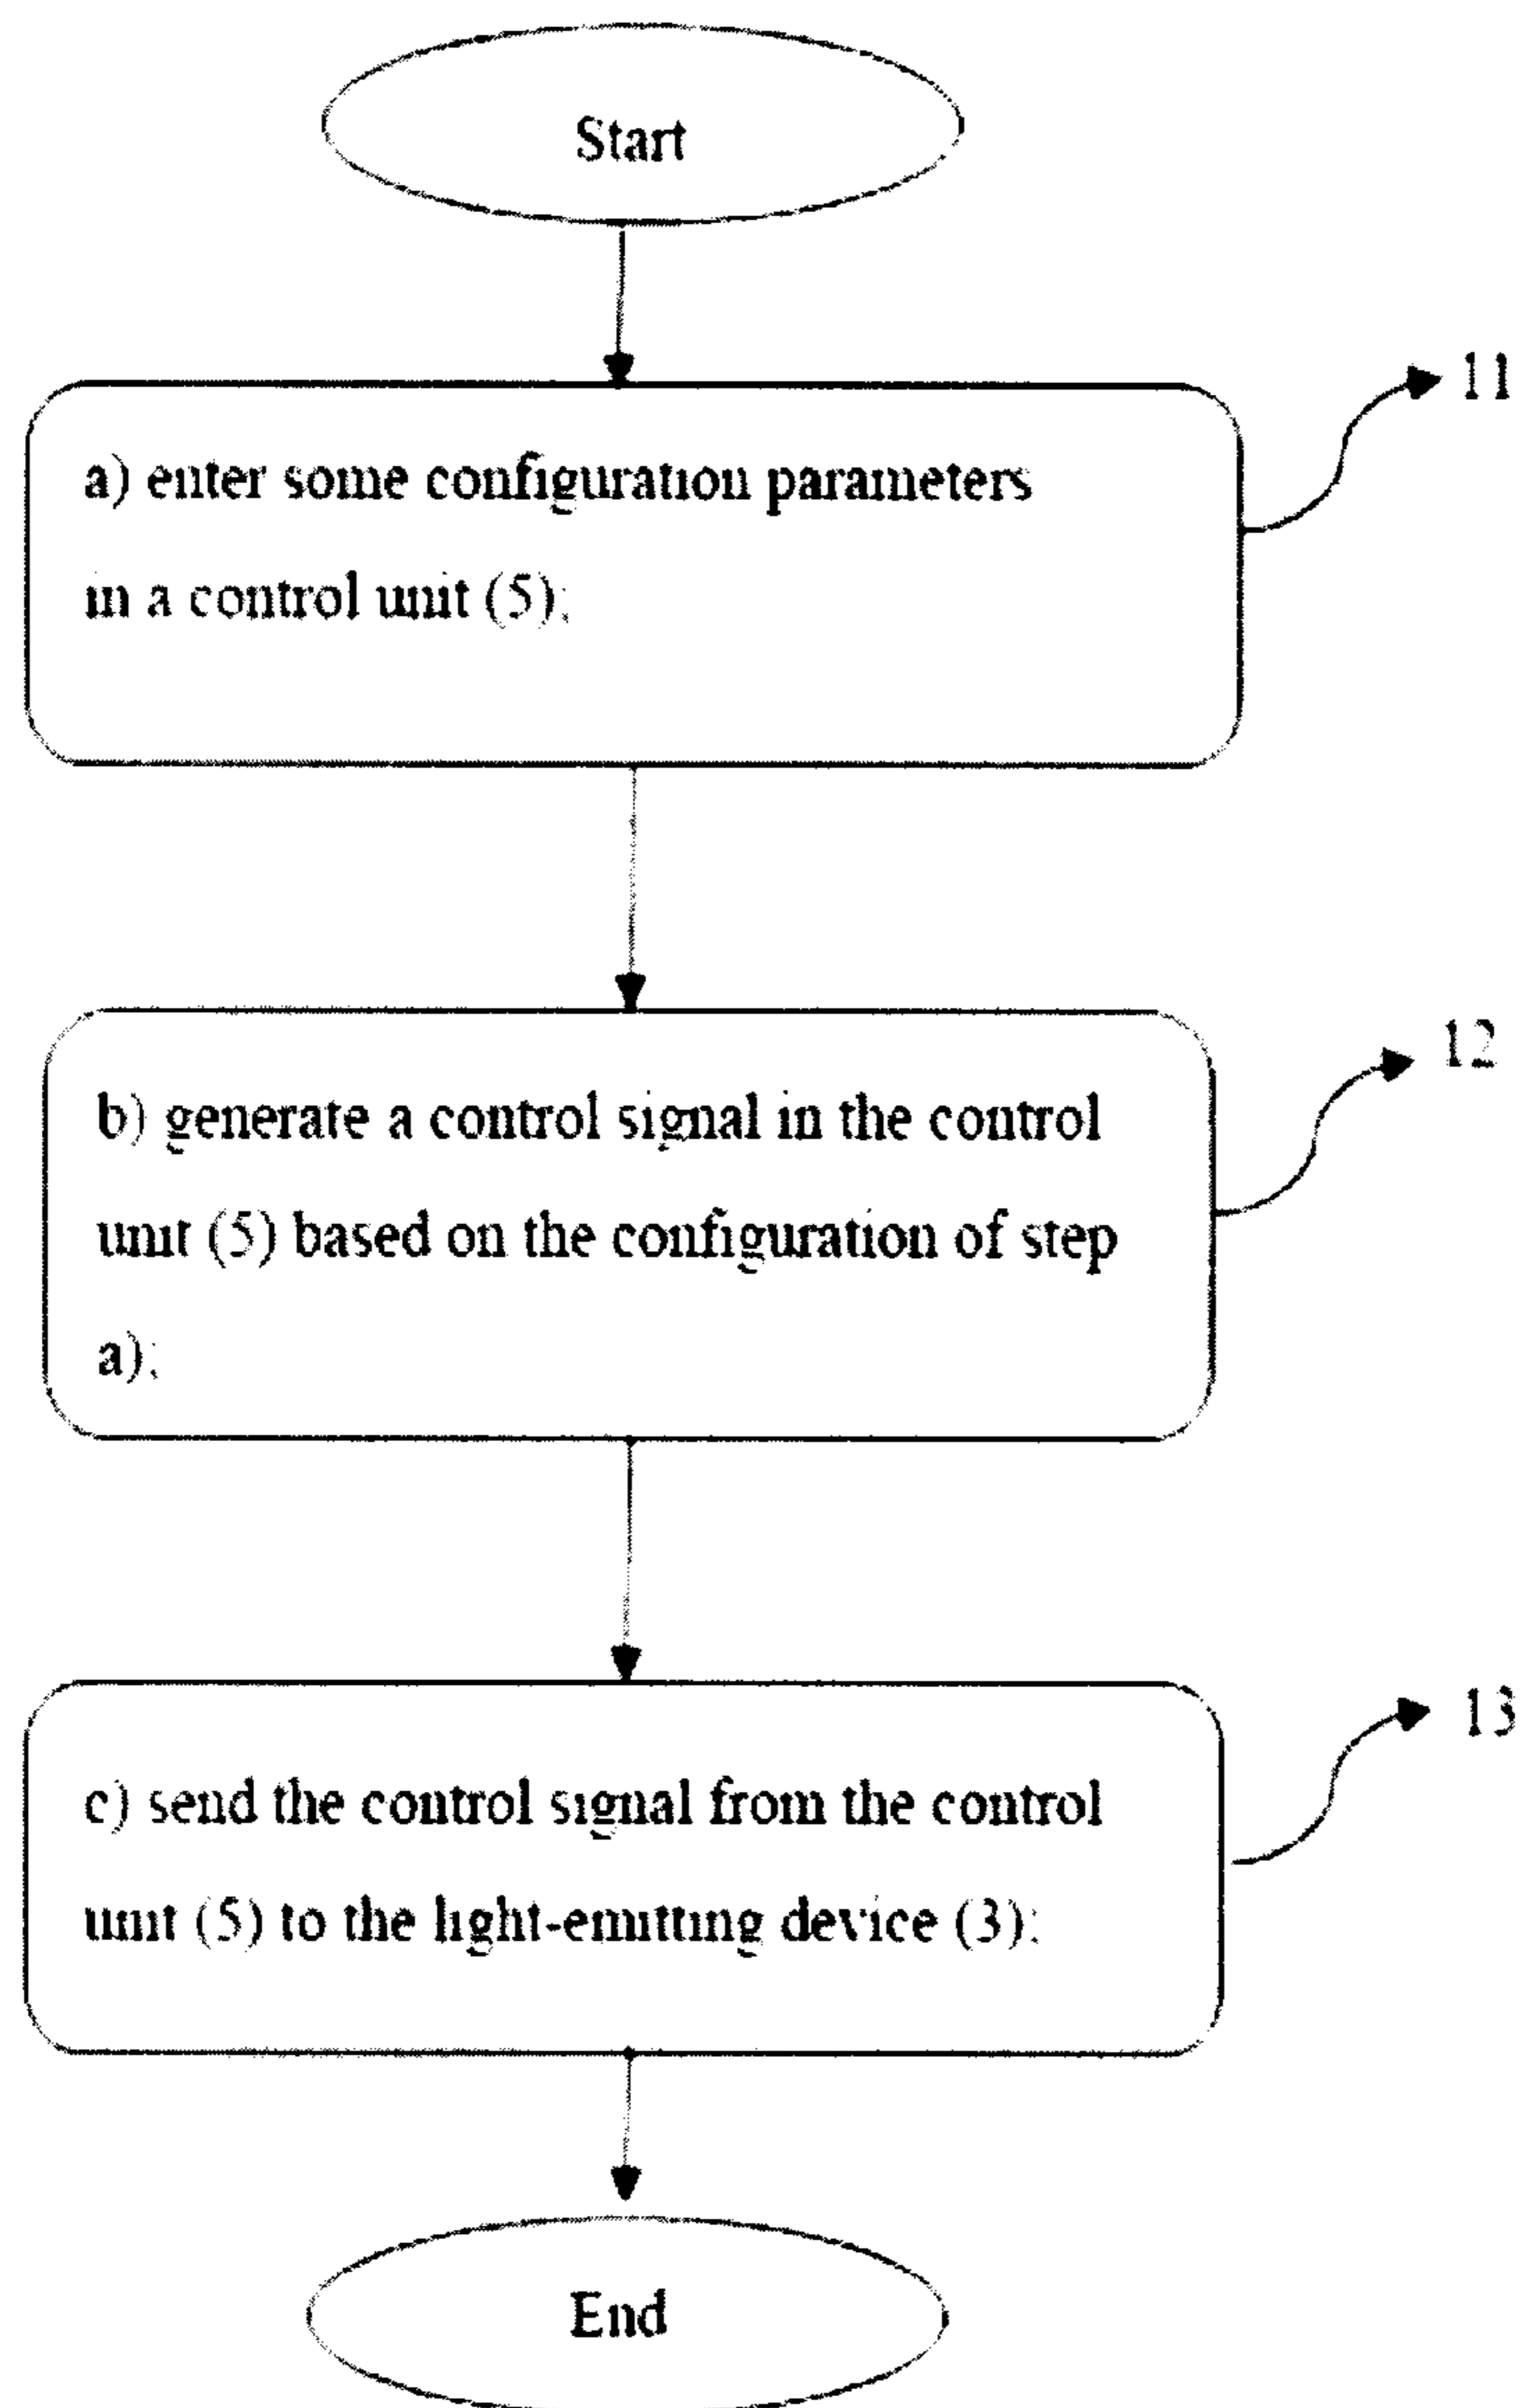 Start
11
a) enter some configuration parameters
in a control unit (5);
12
b) generate a control signal in the control
unit (5) based on the configuration of step
a);
13
c) send the control signal from the control
unit (5) to the light-emitting device (3);
End